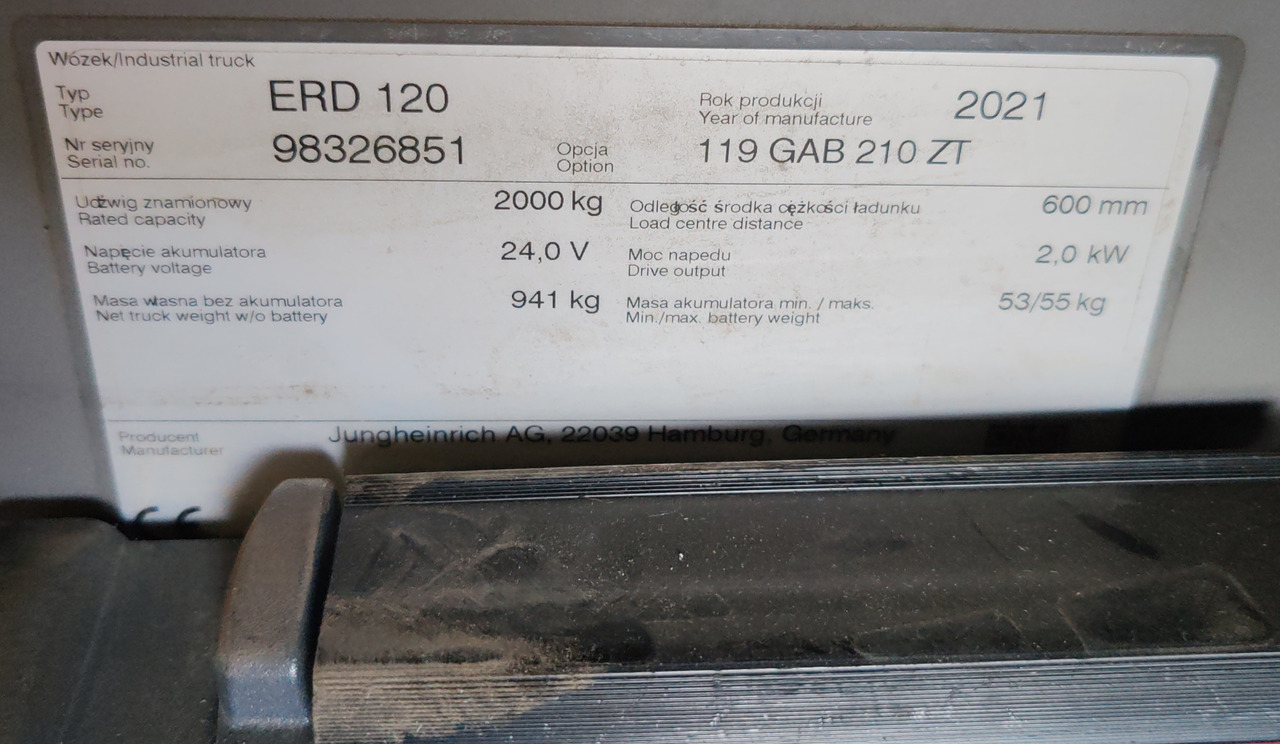 Wózek/Industrial truck
Typ
Type
ERD 120
Rok produkcji
Year of manufacture
2021
Nr seryjny
Serial no.
98326851
Opcja
Option
119 GAB 210 ZT
Udźwig znamionowy
Rated capacity
2000 kg
Odległość środka ciężkości ładunku
Load centre distance
600 mm
Napięcie akumulatora
Battery voltage
24,0 V
Moc napedu
Drive output
2,0 kW
Masa własna bez akumulatora
Net truck weight w/o battery
941 kg
Masa akumulatora min. / maks.
Min./max. battery weight
53/55 kg
Producent
Manufacturer
Jungheinrich AG, 22039 Hamburg, Germany